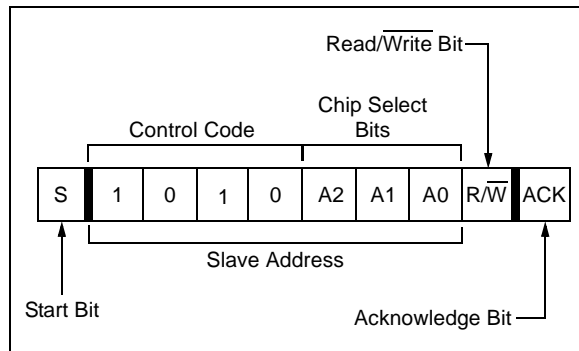 Read/Write Bit
Chip Select
Bits
Control Code
S 1 0 1 0 A2 A1 A0 R/W ACK
Slave Address
Start Bit
Acknowledge Bit